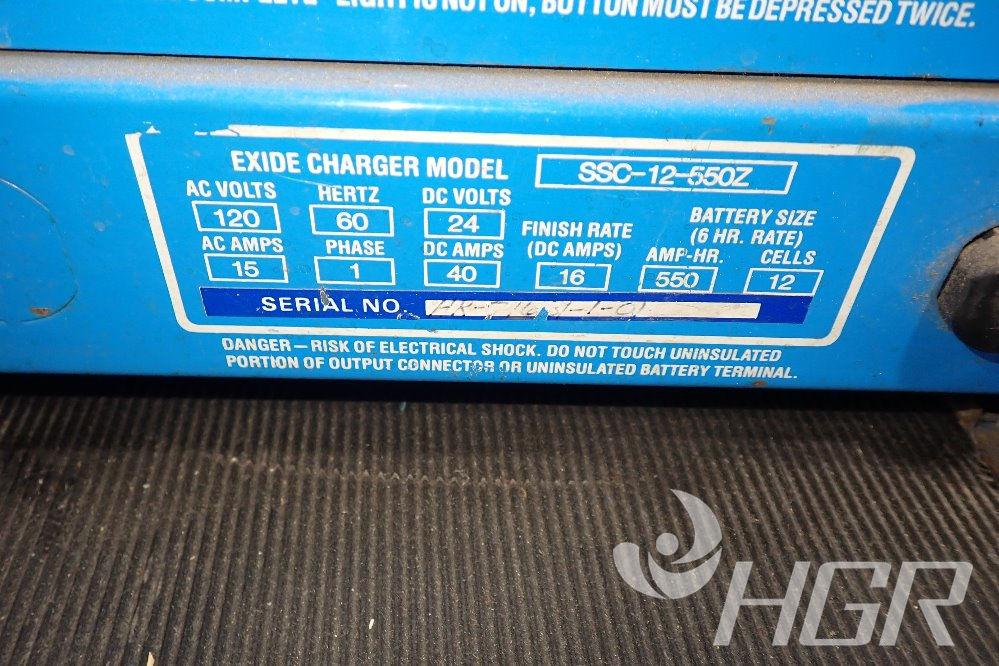 LIGHT IS NOT ON, BUTTON MUST BE DEPRESSED TWICE.
EXIDE CHARGER MODEL SSC-12-550Z
AC VOLTS HERTZ DC VOLTS
120 60 24
FINISH RATE (DC AMPS)
BATTERY SIZE
(6 HR. RATE)
AC AMPS PHASE DC AMPS AMP-HR. CELLS
15 1 40 16 550 12
SERIAL NO.
DANGER – RISK OF ELECTRICAL SHOCK. DO NOT TOUCH UNINSULATED
PORTION OF OUTPUT CONNECTOR OR UNINSULATED BATTERY TERMINAL.
HGR